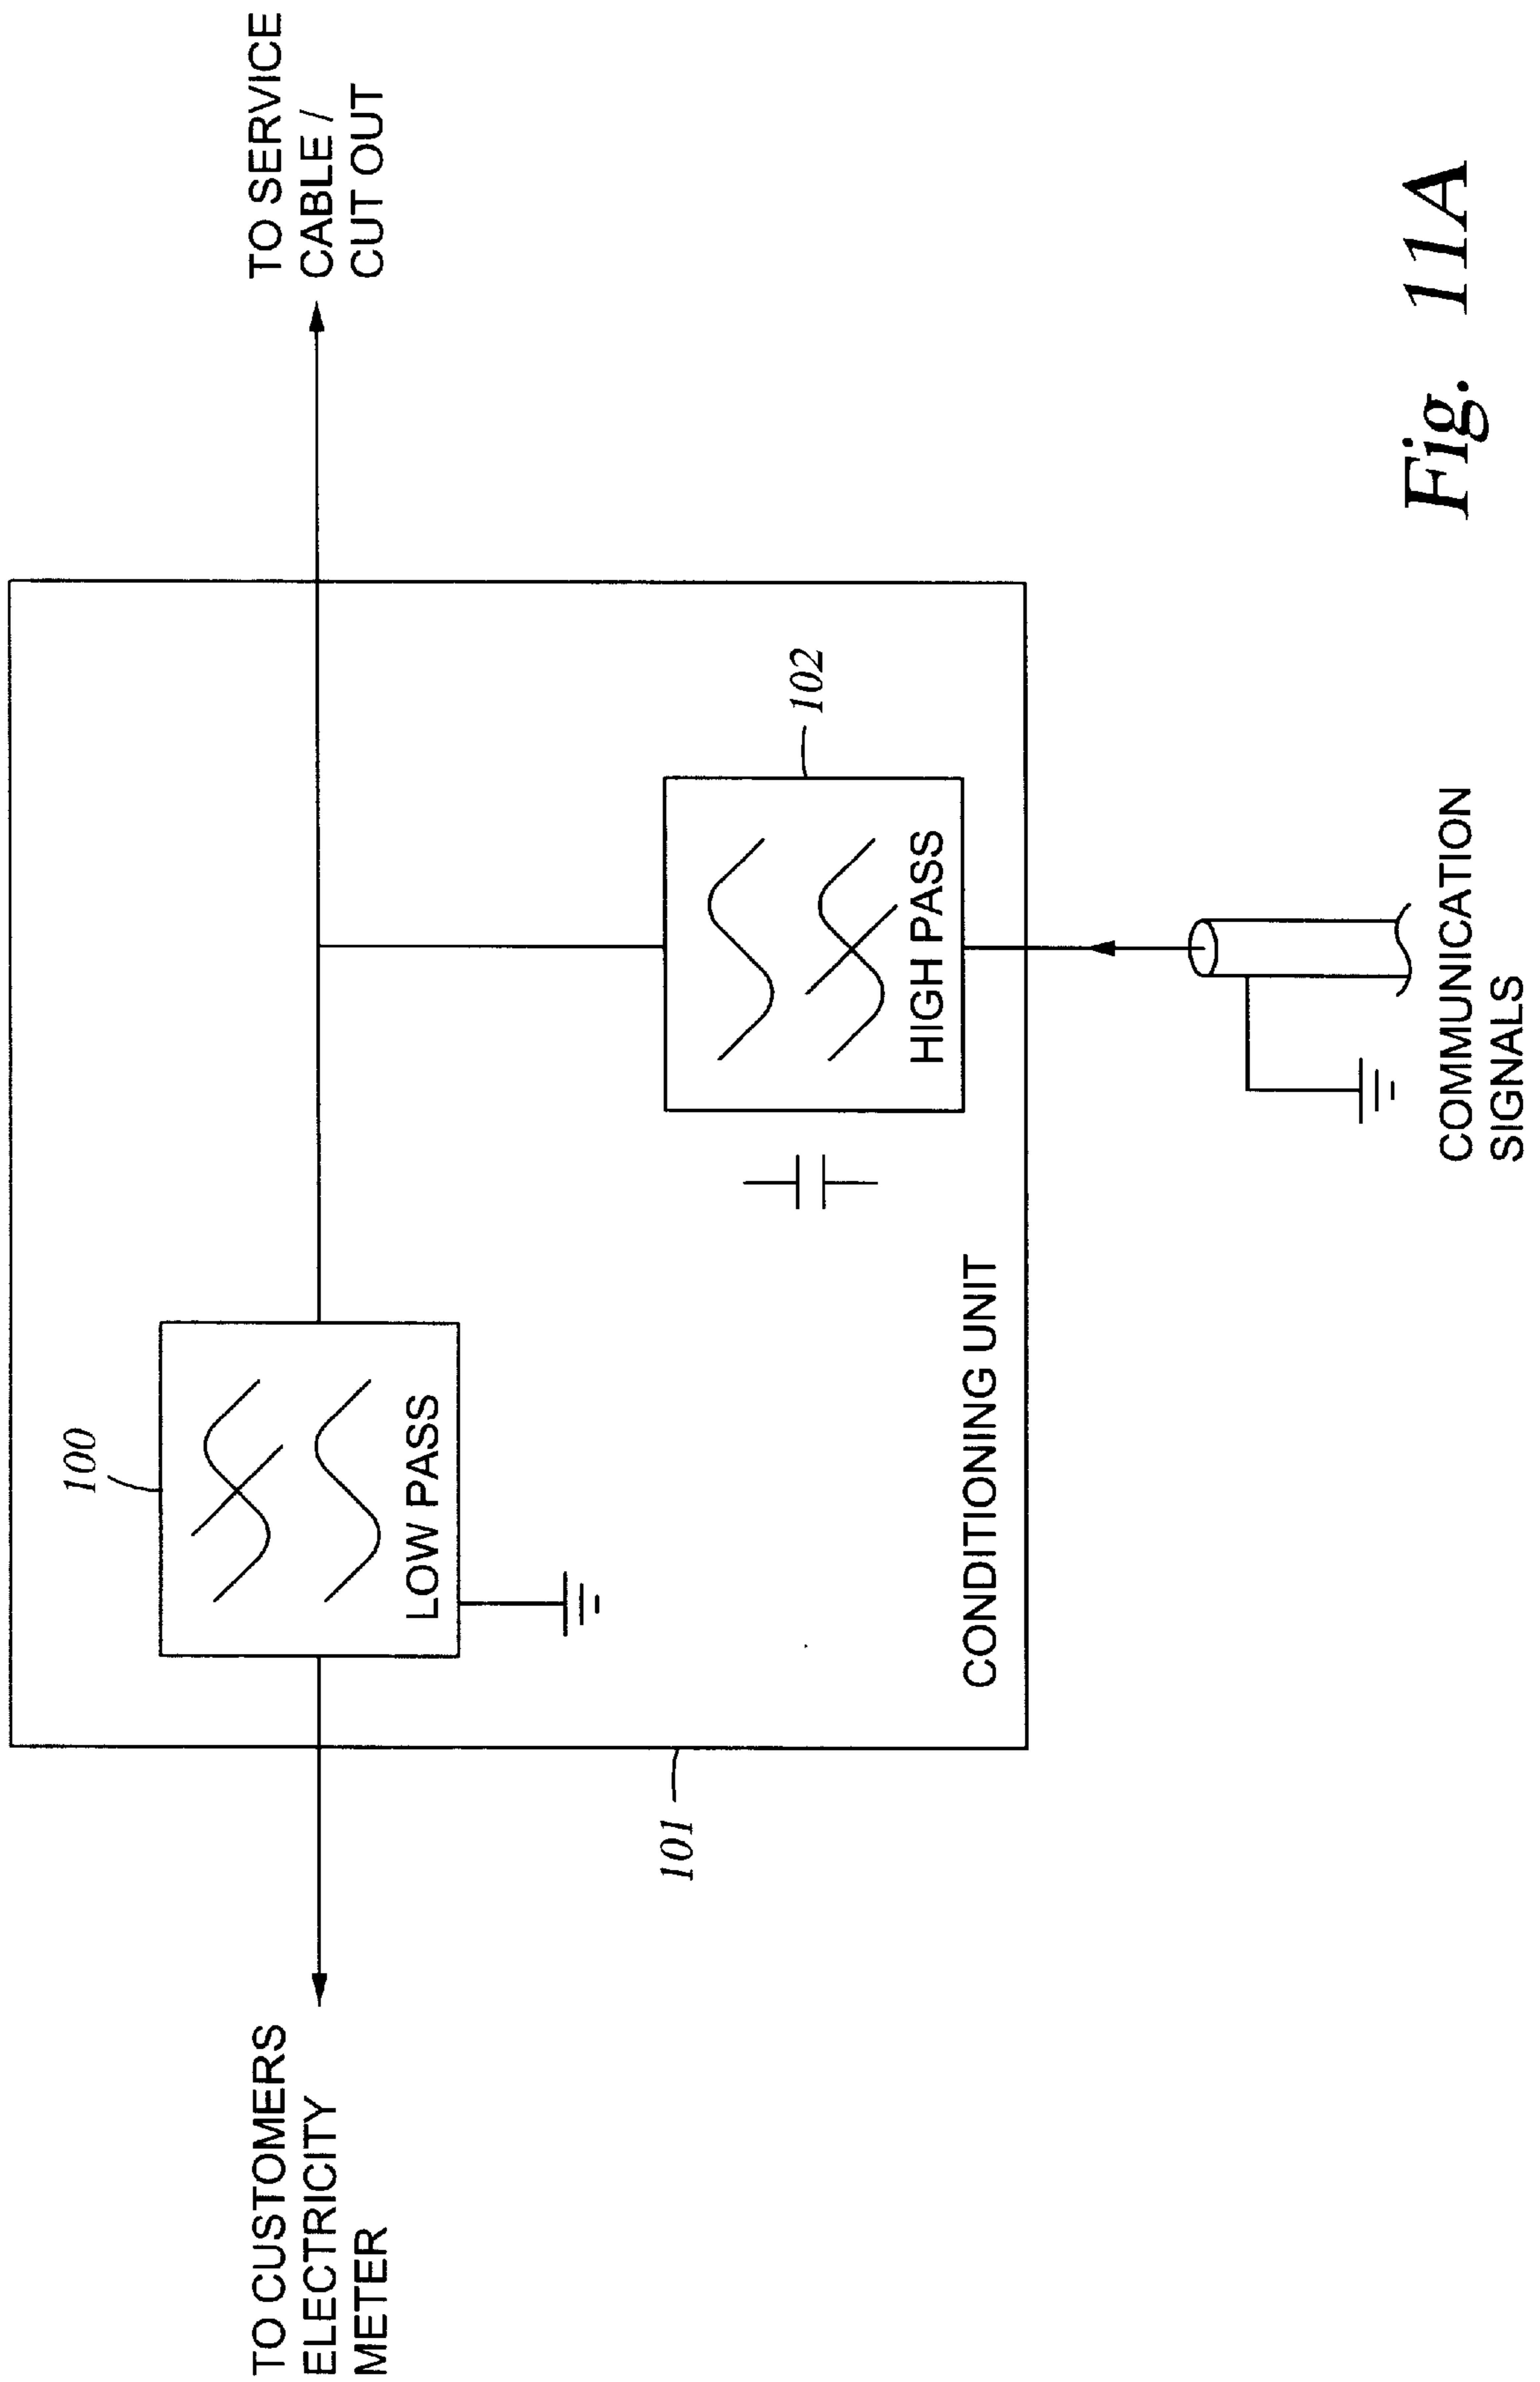 TO CUSTOMERS
ELECTRICITY
METER
100
LOW PASS
101
CONDITIONING UNIT
102
HIGH PASS
TO SERVICE
CABLE /
CUT OUT
COMMUNICATION
SIGNALS
Fig. 11A